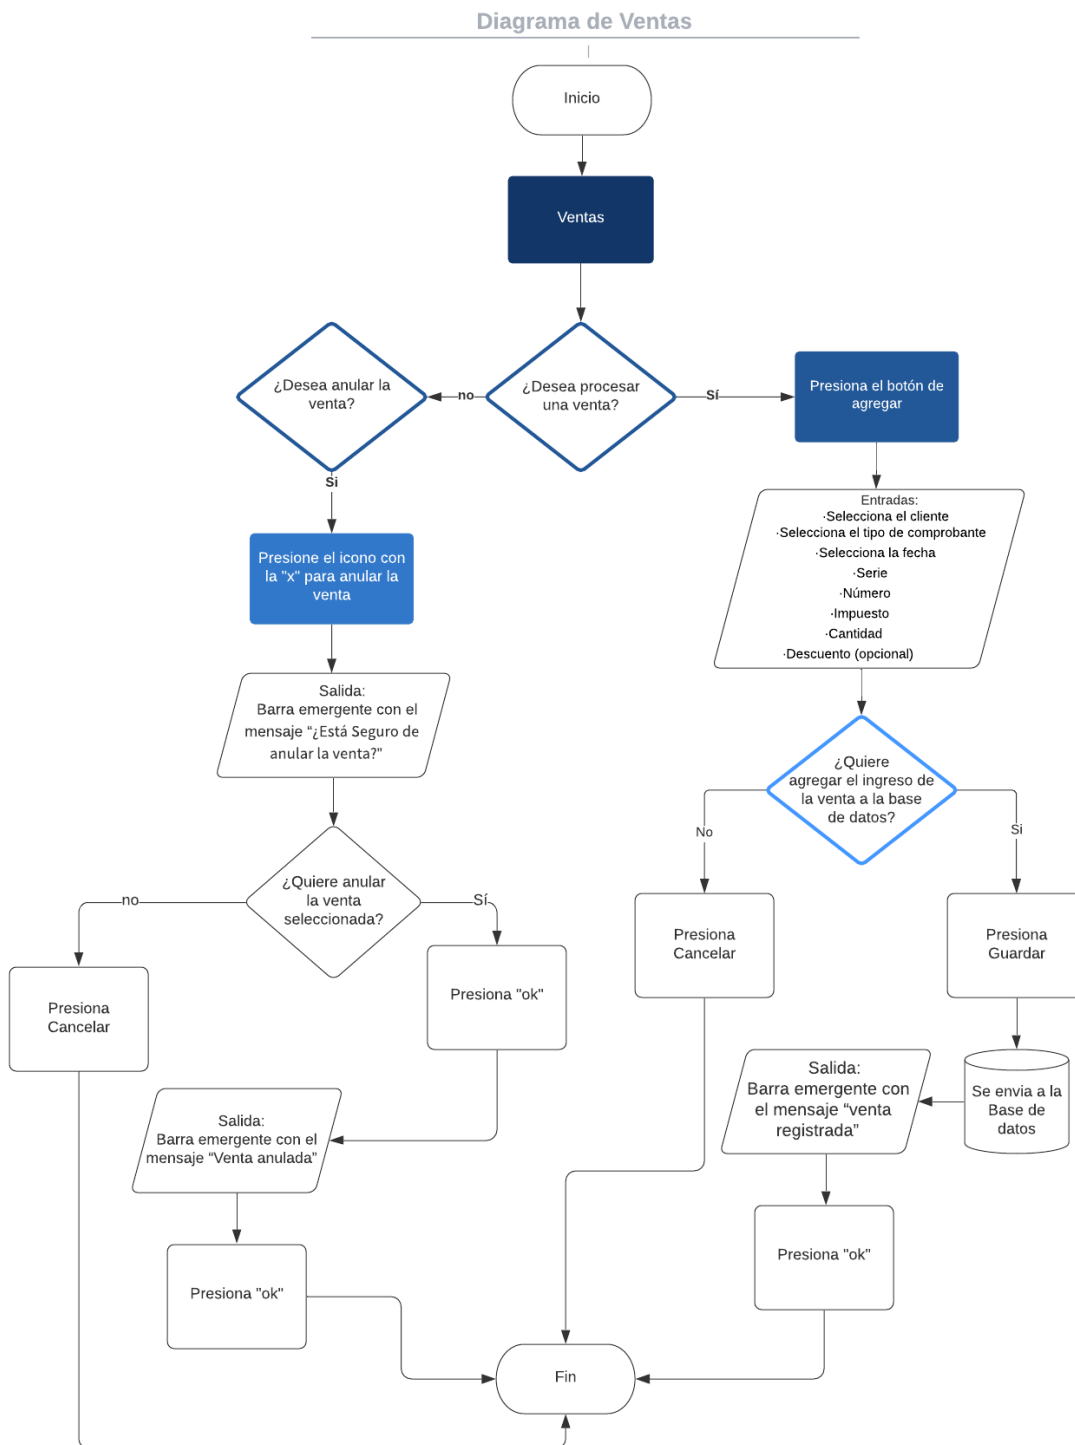 Diagrama de Ventas
Inicio
Ventas
¿Desea anular la
venta?
no
¿Desea procesar
una venta?
Sí
Presiona el botón de
agregar
Si
Entradas:
·Selecciona el cliente
·Selecciona el tipo de comprobante
·Selecciona la fecha
·Serie
·Número
·Impuesto
·Cantidad
·Descuento (opcional)
Presione el icono con
la "x" para anular la
venta
Salida:
Barra emergente con el
mensaje “¿Está Seguro de
anular la venta?"
¿Quiere
agregar el ingreso de
la venta a la base
de datos?
No
Si
¿Quiere anular
la venta
seleccionada?
no
Sí
Presiona
Cancelar
Presiona
Guardar
Presiona "ok"
Presiona
Cancelar
Salida:
Barra emergente con
el mensaje “venta
registrada”
Se envia a la
Base de
datos
Salida:
Barra emergente con el
mensaje “Venta anulada”
Presiona "ok"
Presiona "ok"
Fin